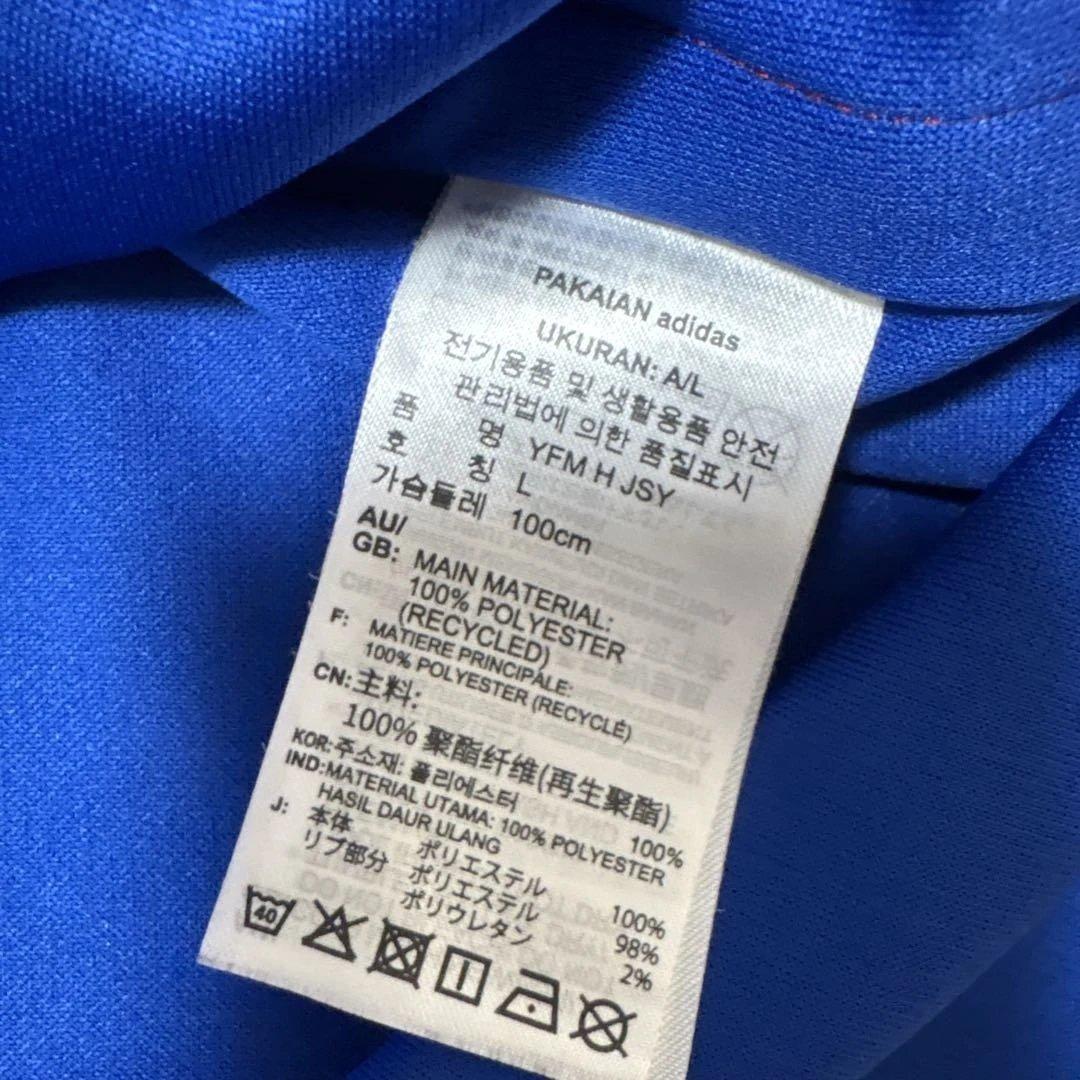 PAKAIAN adidas
UKURAN: A/L
전기용품 및 생활용품 안전
관리법에 의한 품질표시
품 명 YFM H JSY
호 칭 L
가슴둘레 100cm
AU/
GB: MAIN MATERIAL:
100% POLYESTER
(RECYCLED)
F: MATIERE PRINCIPALE:
100% POLYESTER (RECYCLÉ)
CN: 主料:
100% 聚酯纤维(再生聚酯)
KOR: 주소재: 폴리에스터 100%
IND: MATERIAL UTAMA: 100% POLYESTER
HASIL DAUR ULANG
J: 本体 ポリエステル 100%
リブ部分 ポリエステル 98%
ポリウレタン 2%
40